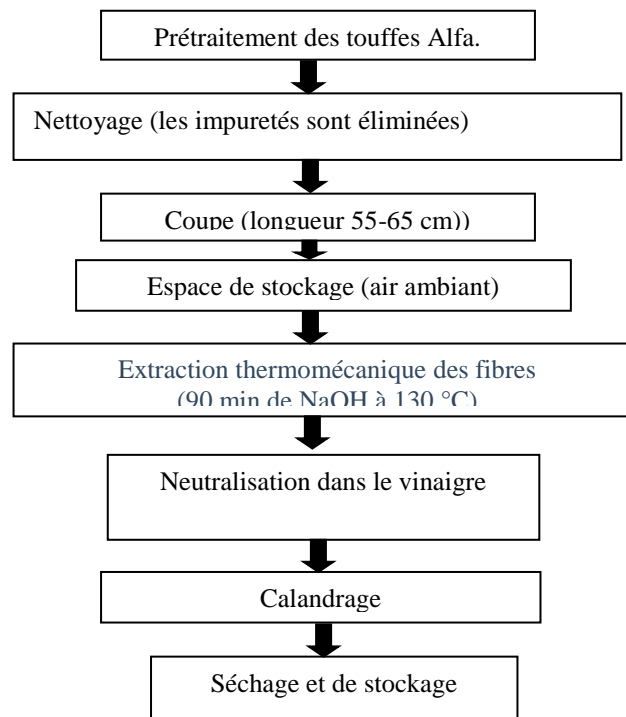 Prétraitement des touffes Alfa.
Nettoyage (les impuretés sont éliminées)
Coupe (longueur 55-65 cm))
Espace de stockage (air ambiant)
Extraction thermomécanique des fibres
(90 min de NaOH à 130 °C)
Neutralisation dans le vinaigre
Calandrage
Séchage et de stockage